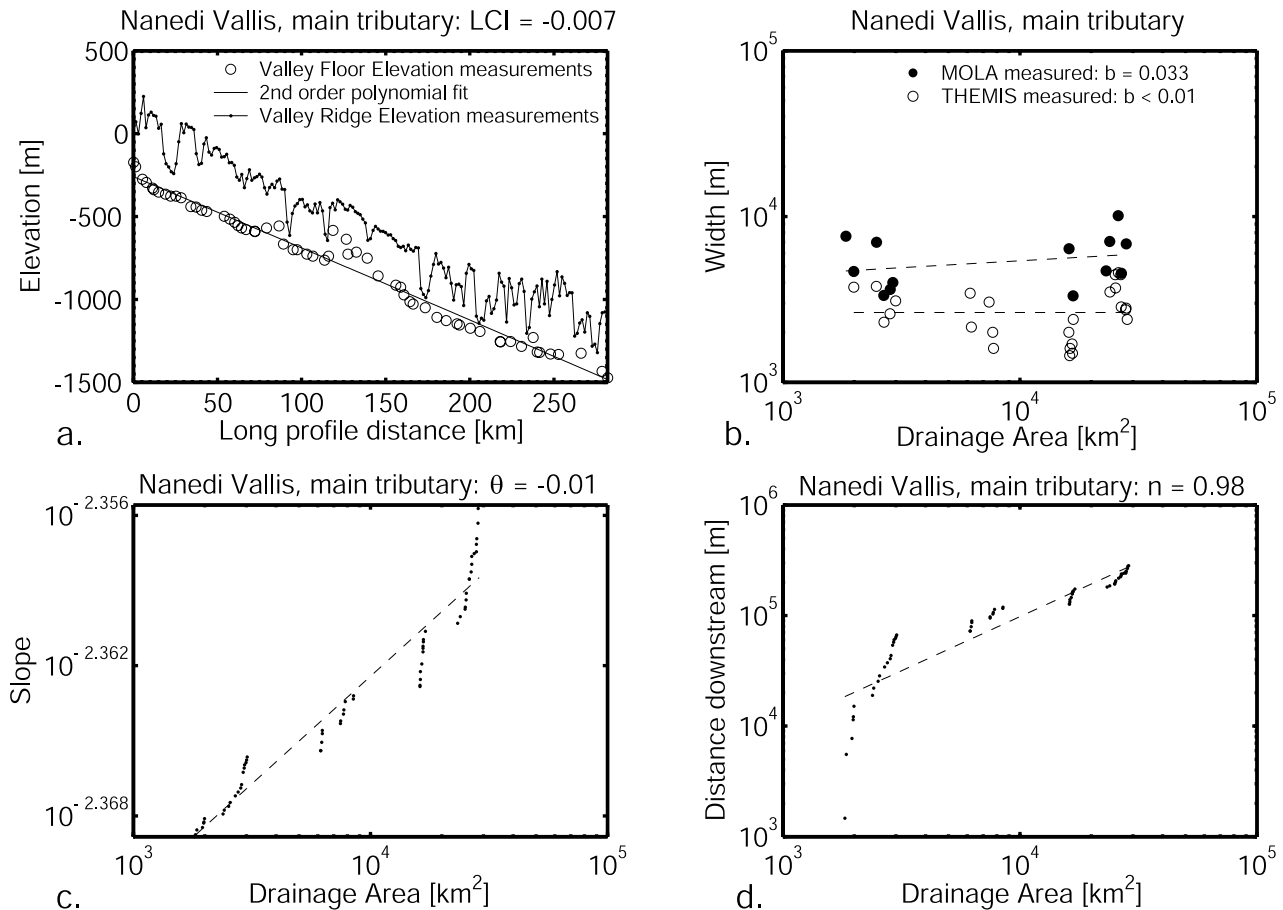 Nanedi Vallis, main tributary: LCI = -0.007
500
0
-500
-1000
-1500
Elevation [m]
Valley Floor Elevation measurements
2nd order polynomial fit
Valley Ridge Elevation measurements
0 50 100 150 200 250
Long profile distance [km]
a.
Nanedi Vallis, main tributary
10^5
10^4
10^3
Width [m]
MOLA measured: b = 0.033
THEMIS measured: b < 0.01
10^3 10^4 10^5
Drainage Area [km^2]
b.
Nanedi Vallis, main tributary: θ = -0.01
10^-2.356
10^-2.362
10^-2.368
Slope
10^3 10^4 10^5
Drainage Area [km^2]
c.
Nanedi Vallis, main tributary: n = 0.98
10^6
10^5
10^4
10^3
Distance downstream [m]
10^3 10^4 10^5
Drainage Area [km^2]
d.